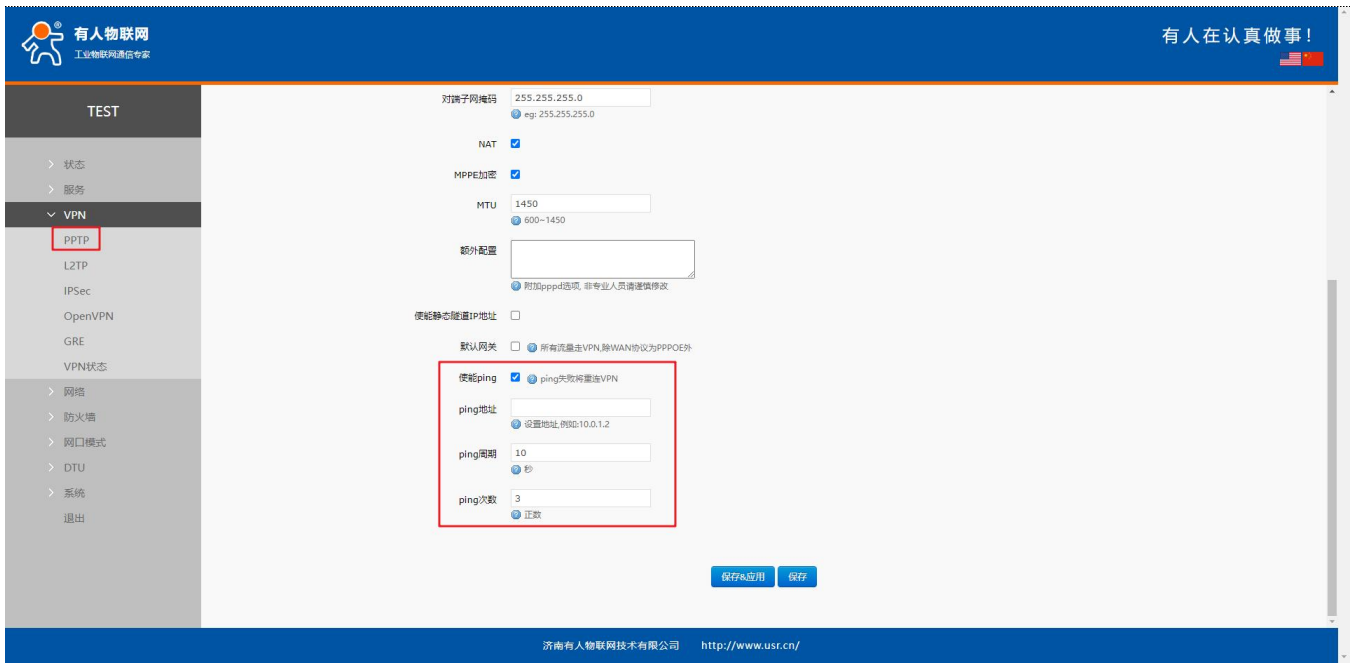 有人物联网
工业物联网通信专家
有人在认真做事!
TEST
状态
服务
VPN
PPTP
L2TP
IPSec
OpenVPN
GRE
VPN状态
网络
防火墙
网口模式
DTU
系统
退出
对端子网掩码 255.255.255.0
eg: 255.255.255.0
NAT
MPPE加密
MTU 1450
600~1450
额外配置
附加pppd选项, 非专业人员请谨慎修改
使能静态隧道IP地址
默认网关 所有流量走VPN,除WAN协议为PPPOE外
使能ping ping失败将重连VPN
ping地址
设置地址,例如:10.0.1.2
ping周期 10
秒
ping次数 3
正数
保存&应用 保存
济南有人物联网技术有限公司 http://www.usr.cn/